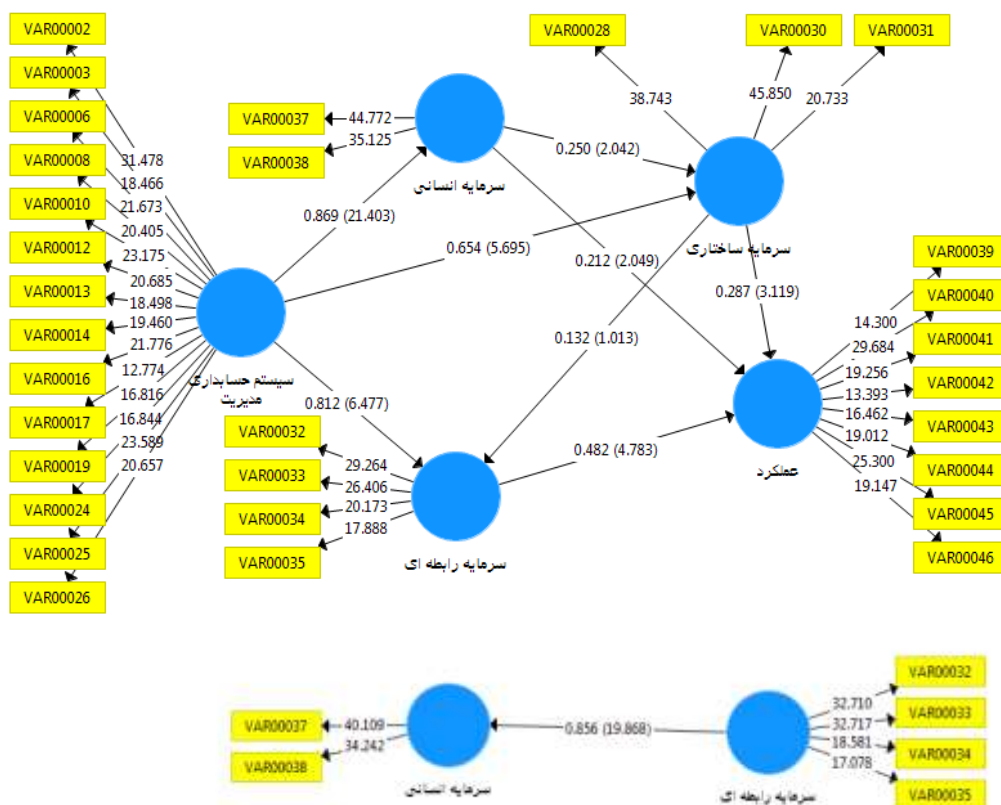 VAR00002
VAR00003
VAR00006
VAR00008
VAR00010
VAR00012
VAR00013
VAR00014
VAR00016
VAR00017
VAR00019
VAR00024
VAR00025
VAR00026
31.478
18.466
21.673
20.405
23.175
20.685
18.498
19.460
21.776
12.774
16.816
16.844
23.589
20.657
سیستم حسابداری
مدیریت
VAR00037
VAR00038
44.772
35.125
سرمایه انسانی
0.869 (21.403)
0.250 (2.042)
0.654 (5.695)
0.212 (2.049)
VAR00028
VAR00030
VAR00031
38.743
45.850
20.733
سرمایه ساختاری
0.287 (3.119)
0.132 (1.013)
0.812 (6.477)
0.482 (4.783)
VAR00032
VAR00033
VAR00034
VAR00035
29.264
26.406
20.173
17.888
سرمایه رابطه ای
VAR00039
VAR00040
VAR00041
VAR00042
VAR00043
VAR00044
VAR00045
VAR00046
14.300
29.684
19.256
13.393
16.462
19.012
25.300
19.147
عملکرد
VAR00037
VAR00038
40.109
34.242
سرمایه انسانی
0.856 (19.868)
سرمایه رابطه ای
32.710
32.717
18.581
17.078
VAR00032
VAR00033
VAR00034
VAR00035